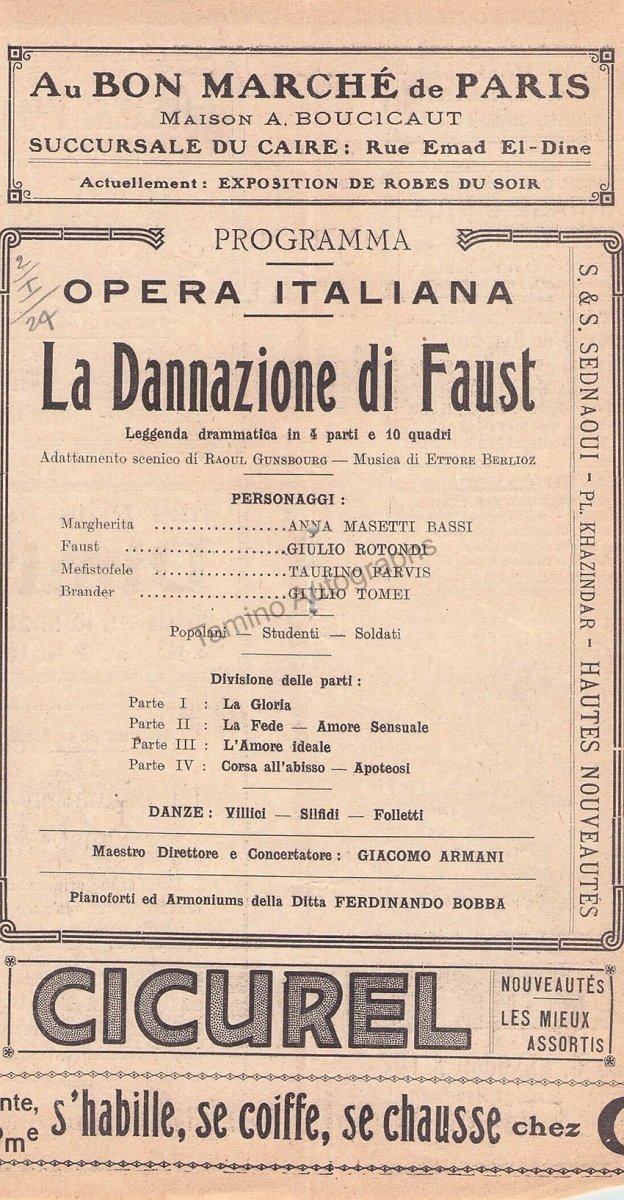 Au BON MARCHÉ de PARIS
MAISON A. BOUCICAUT
SUCCURSALE DU CAIRE: Rue Emad El-Dine
Actuellement: EXPOSITION DE ROBES DU SOIR
PROGRAMMA
2/I/24
OPERA ITALIANA
La Dannazione di Faust
Leggenda drammatica in 4 parti e 10 quadri
Adattamento scenico di RAOUL GUNSBOURG — Musica di ETTORE BERLIOZ
PERSONAGGI :
Margherita .................ANNA MASETTI BASSI
Faust .....................GIULIO ROTONDI
Mefistofele .................TAURINO PARVIS
Brander ...................GIULIO TOMEI
Tamino Autographs
Popolani — Studenti — Soldati
Divisione delle parti :
Parte I : La Gloria
Parte II : La Fede — Amore Sensuale
Parte III : L'Amore ideale
Parte IV : Corsa all'abisso — Apoteosi
DANZE : Villici — Silfidi — Folletti
Maestro Direttore e Concertatore : GIACOMO ARMANI
Pianoforti ed Armoniums della Ditta FERDINANDO BOBBA
S. & S. SEDNAOUI - PL. KHAZINDAR - HAUTES NOUVEAUTÉS
CICUREL
NOUVEAUTÉS
LES MIEUX
ASSORTIS
s'habille, se coiffe, se chausse chez